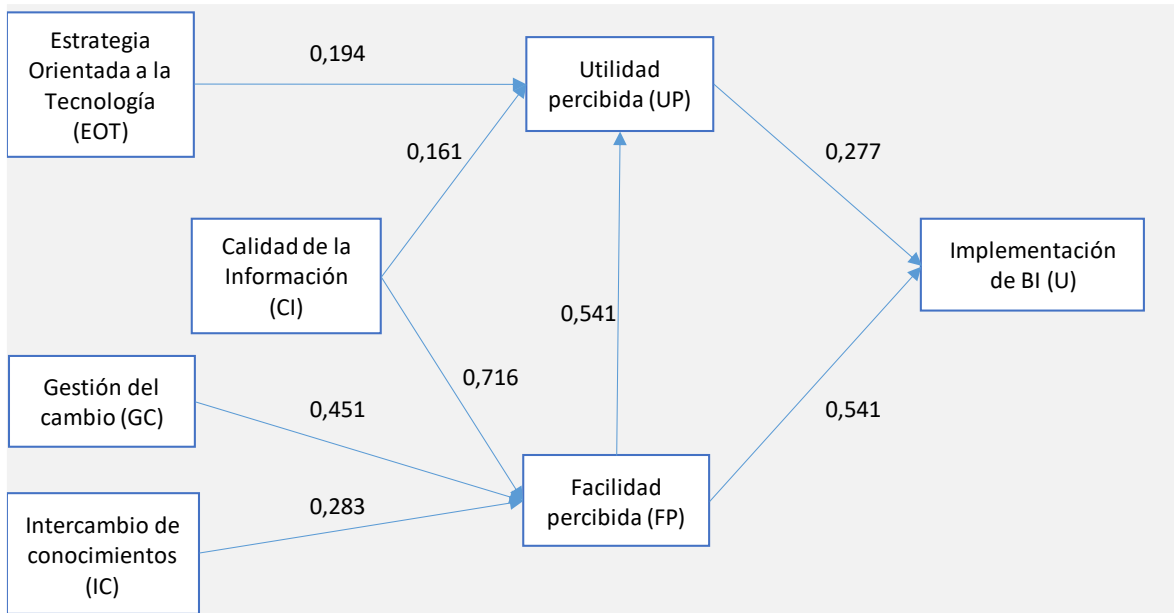 Estrategia
Orientada a la
Tecnología
(EOT)
0,194
Utilidad
percibida (UP)
0,161
0,277
Calidad de la
Información
(CI)
Implementación
de BI (U)
0,541
0,716
Gestión del
cambio (GC)
0,451
0,541
Facilidad
percibida (FP)
0,283
Intercambio de
conocimientos
(IC)